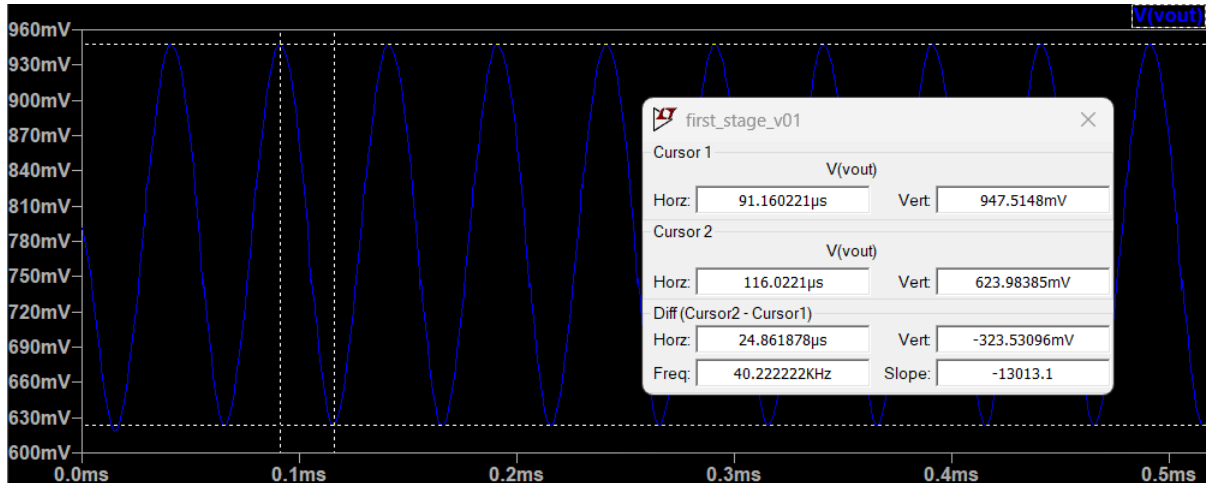 V(vout)
960mV
930mV
900mV
870mV
840mV
810mV
780mV
750mV
720mV
690mV
660mV
630mV
600mV
0.0ms 0.1ms 0.2ms 0.3ms 0.4ms 0.5ms
first_stage_v01
Cursor 1
V(vout)
Horz: 91.160221µs Vert: 947.5148mV
Cursor 2
V(vout)
Horz: 116.0221µs Vert: 623.98385mV
Diff (Cursor2 - Cursor1)
Horz: 24.861878µs Vert: -323.53096mV
Freq: 40.222222KHz Slope: -13013.1